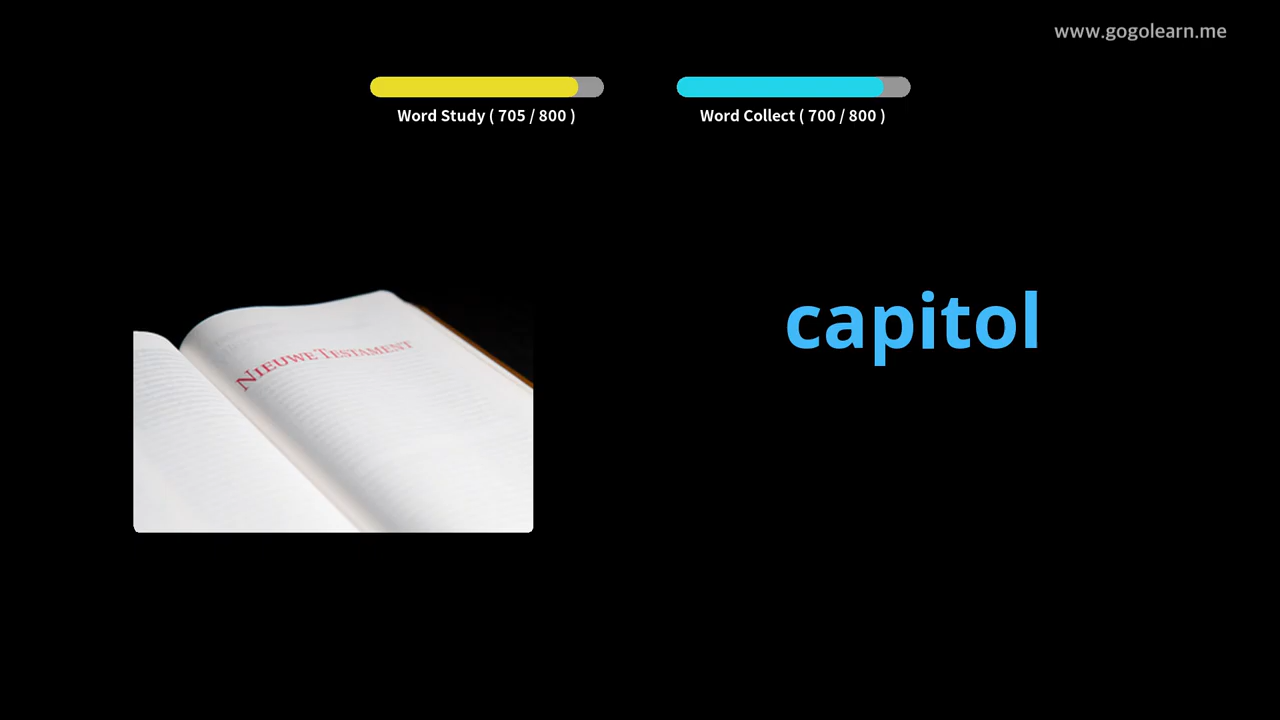 www.gogolearn.me
Word Study ( 705 / 800 )
Word Collect ( 700 / 800 )
NIEUWE TESTAMENT
capitol